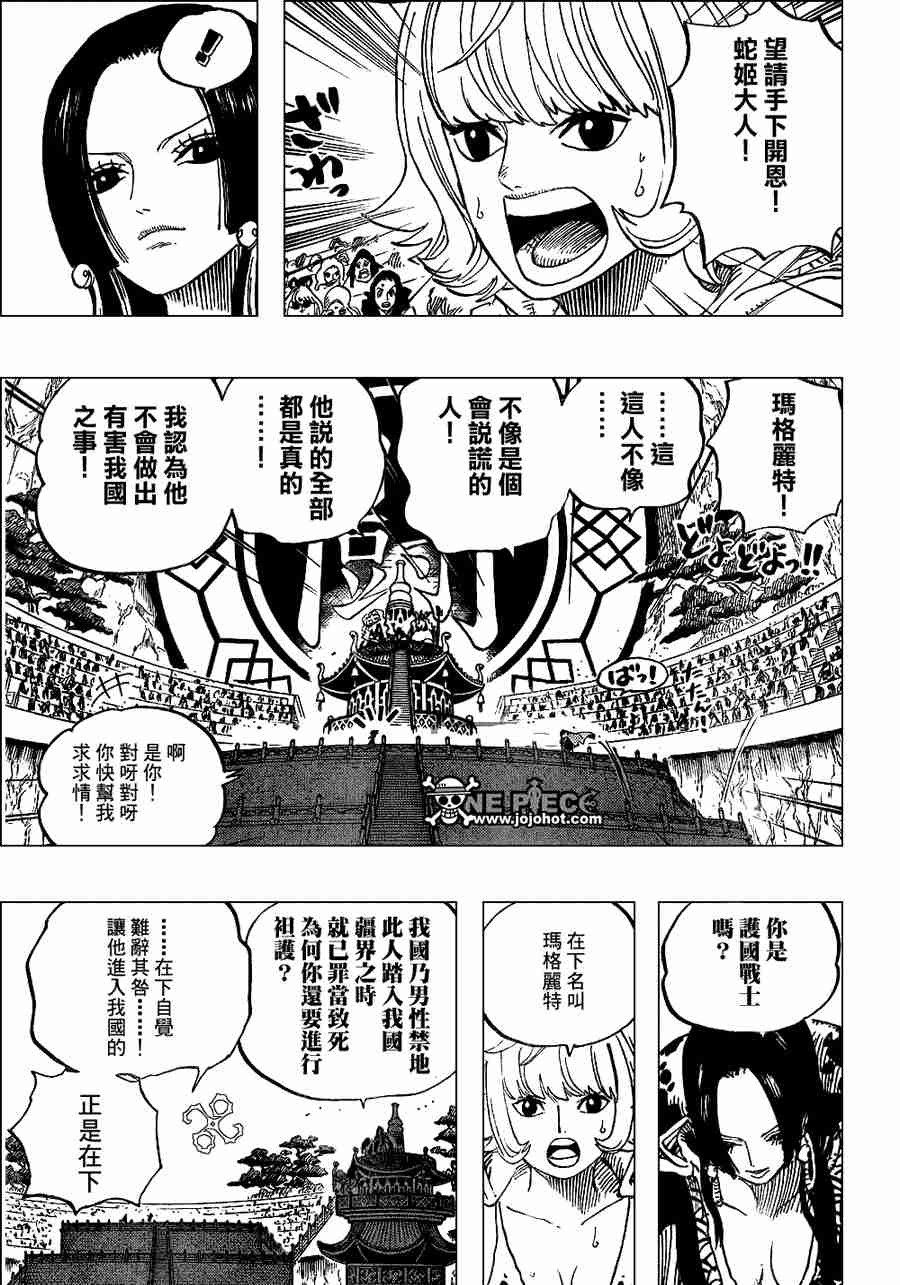 望請手下開恩！
蛇姬大人！
ざわっ
！
瑪格麗特！
……這
這人不像
……
不像是個
會說謊的
人！
他說的全部
都是真的
……！
我認為他
不會做出
有害我國
之事！
どよどよっ!!
ばっ！
たたたん
啊
是你！
對呀對呀
你快幫我
求求情！
ONE PIECE
www.jojohot.com
你是
護國戰士
嗎？
在下名叫
瑪格麗特
我國乃男性禁地
此人踏入我國
疆界之時
就已罪當致死
為何你還要進行
袒護？
……在下自覺
難辭其咎……！
讓他進入我國的
正是在下